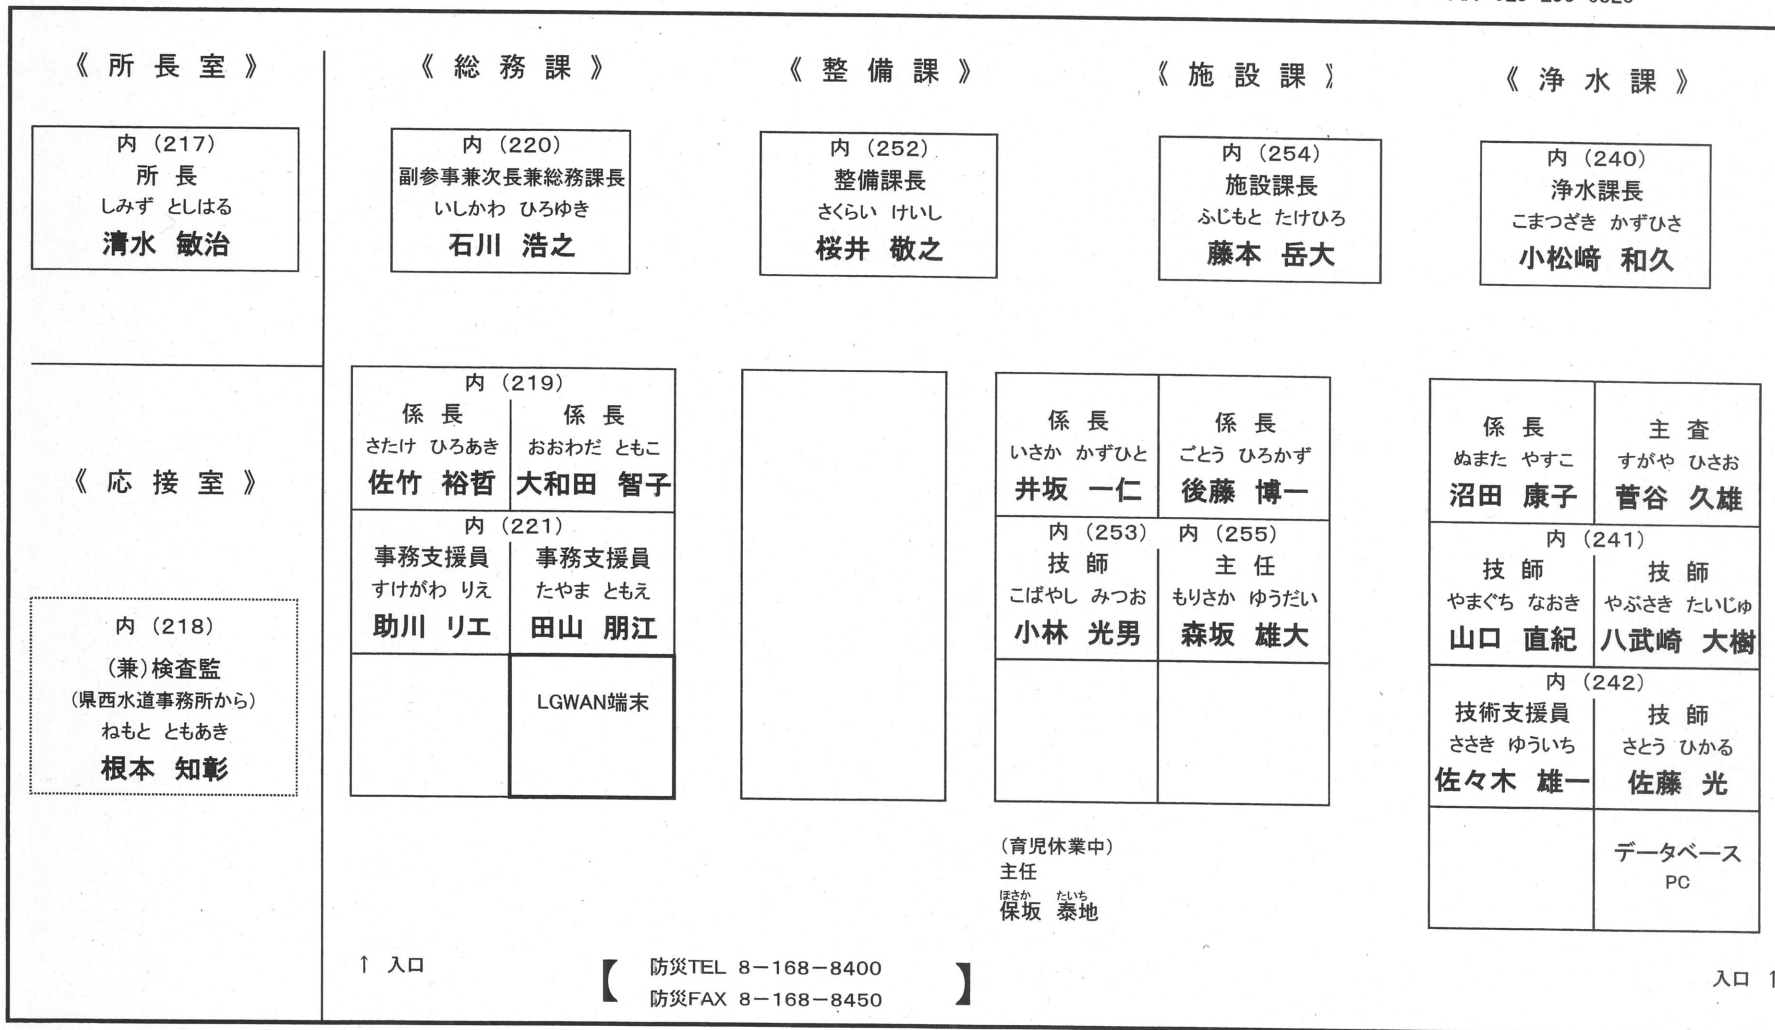 《 所 長 室 》
内 (217)
所 長
しみず としはる
清水 敏治
《 応 接 室 》
内 (218)
(兼)検査監
(県西水道事務所から)
ねもと ともあき
根本 知彰
《 総 務 課 》
内 (220)
副参事兼次長兼総務課長
いしかわ ひろゆき
石川 浩之
内 (219)
係 長 係 長
さたけ ひろあき おおわだ ともこ
佐竹 裕哲 大和田 智子
内 (221)
事務支援員 事務支援員
すけがわ りえ たやま ともえ
助川 リエ 田山 朋江
LGWAN端末
《 整 備 課 》
内 (252)
整備課長
さくらい けいし
桜井 敬之
《 施 設 課 》
内 (254)
施設課長
ふじもと たけひろ
藤本 岳大
係 長 係 長
いさか かずひと ごとう ひろかず
井坂 一仁 後藤 博一
内 (253) 内 (255)
技 師 主 任
こばやし みつお もりさか ゆうだい
小林 光男 森坂 雄大
(育児休業中)
主任
ほさか たいち
保坂 泰地
《 浄 水 課 》
内 (240)
浄水課長
こまつざき かずひさ
小松﨑 和久
係 長 主 査
ぬまた やすこ すがや ひさお
沼田 康子 菅谷 久雄
内 (241)
技 師 技 師
やまぐち なおき やぶさき たいじゅ
山口 直紀 八武崎 大樹
内 (242)
技術支援員 技 師
ささき ゆういち さとう ひかる
佐々木 雄一 佐藤 光
データベース
PC
↑ 入口
【 防災TEL 8－168－8400
防災FAX 8－168－8450 】
入口 ↑